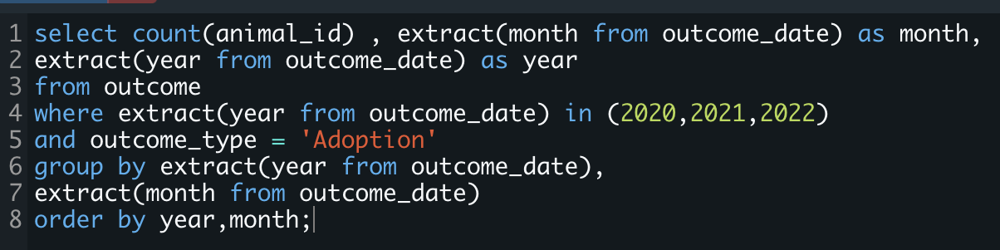 1 select count(animal_id) , extract(month from outcome_date) as month,
2 extract(year from outcome_date) as year
3 from outcome
4 where extract(year from outcome_date) in (2020,2021,2022)
5 and outcome_type = 'Adoption'
6 group by extract(year from outcome_date),
7 extract(month from outcome_date)
8 order by year,month;